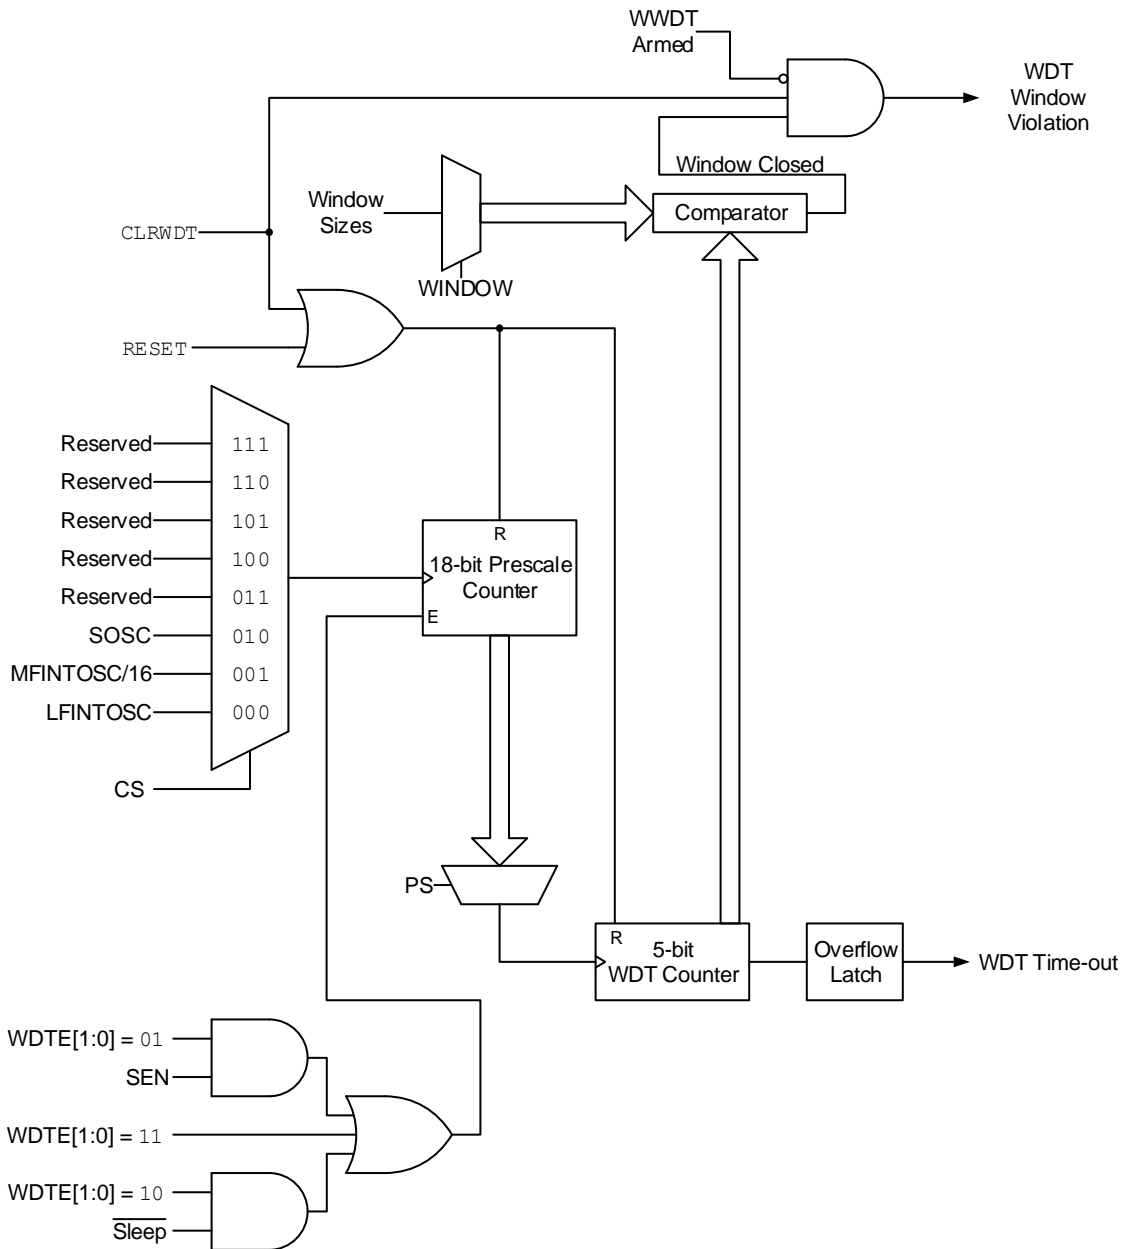 WWDT
Armed
WDT
Window
Violation
Window Closed
Window
Sizes
Comparator
CLRWDT
WINDOW
RESET
Reserved 111
Reserved 110
Reserved 101
Reserved 100
Reserved 011
SOSC 010
MFINTOSC/16 001
LFINTOSC 000
CS
R
18-bit Prescale
Counter
E
PS
R
5-bit
WDT Counter
Overflow
Latch
WDT Time-out
WDTE[1:0] = 01
SEN
WDTE[1:0] = 11
WDTE[1:0] = 10
Sleep